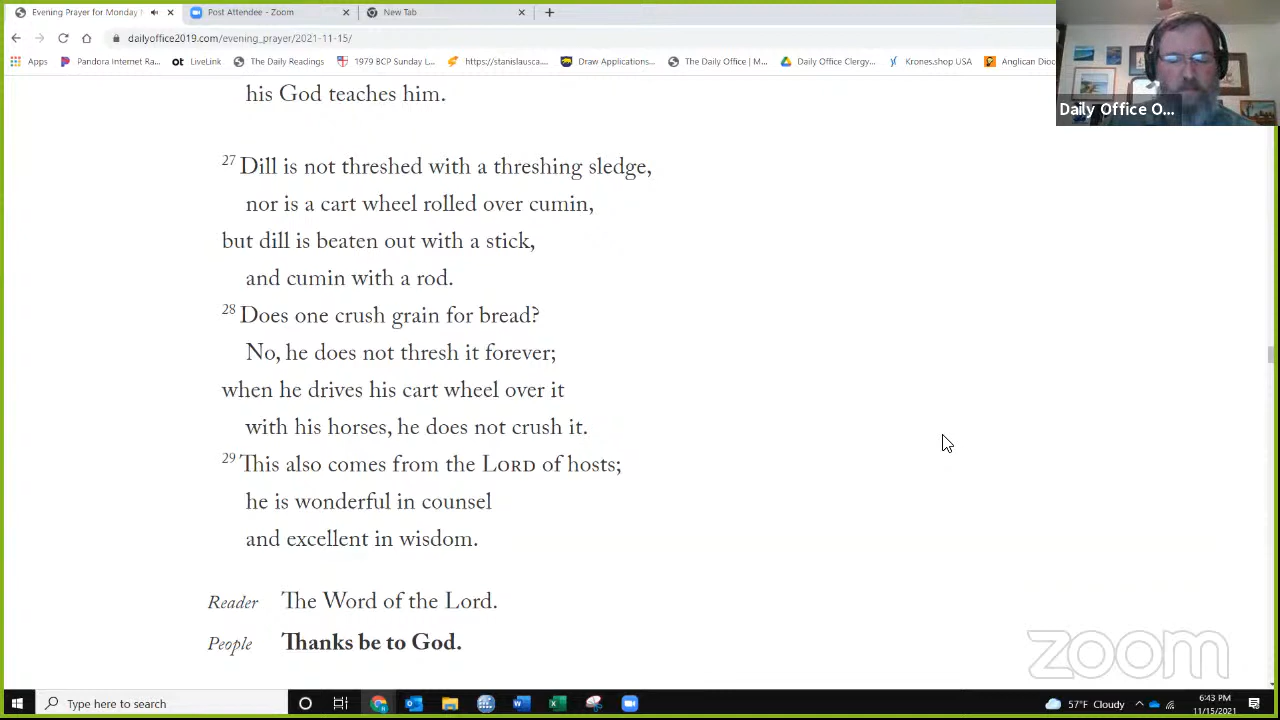 Evening Prayer for Monday
Post Attendee - Zoom
New Tab
dailyoffice2019.com/evening_prayer/2021-11-15/
Apps
Pandora Internet Ra...
LiveLink
The Daily Readings
1979 BCP Sunday L...
https://stanislausca...
Draw Applications...
The Daily Office | M...
Daily Office Clergy...
Krones.shop USA
Anglican Dioc
Daily Office O...
his God teaches him.
27 Dill is not threshed with a threshing sledge,
nor is a cart wheel rolled over cumin,
but dill is beaten out with a stick,
and cumin with a rod.
28 Does one crush grain for bread?
No, he does not thresh it forever;
when he drives his cart wheel over it
with his horses, he does not crush it.
29 This also comes from the LORD of hosts;
he is wonderful in counsel
and excellent in wisdom.
Reader The Word of the Lord.
People Thanks be to God.
zoom
Type here to search
57°F Cloudy
6:43 PM
11/15/2021